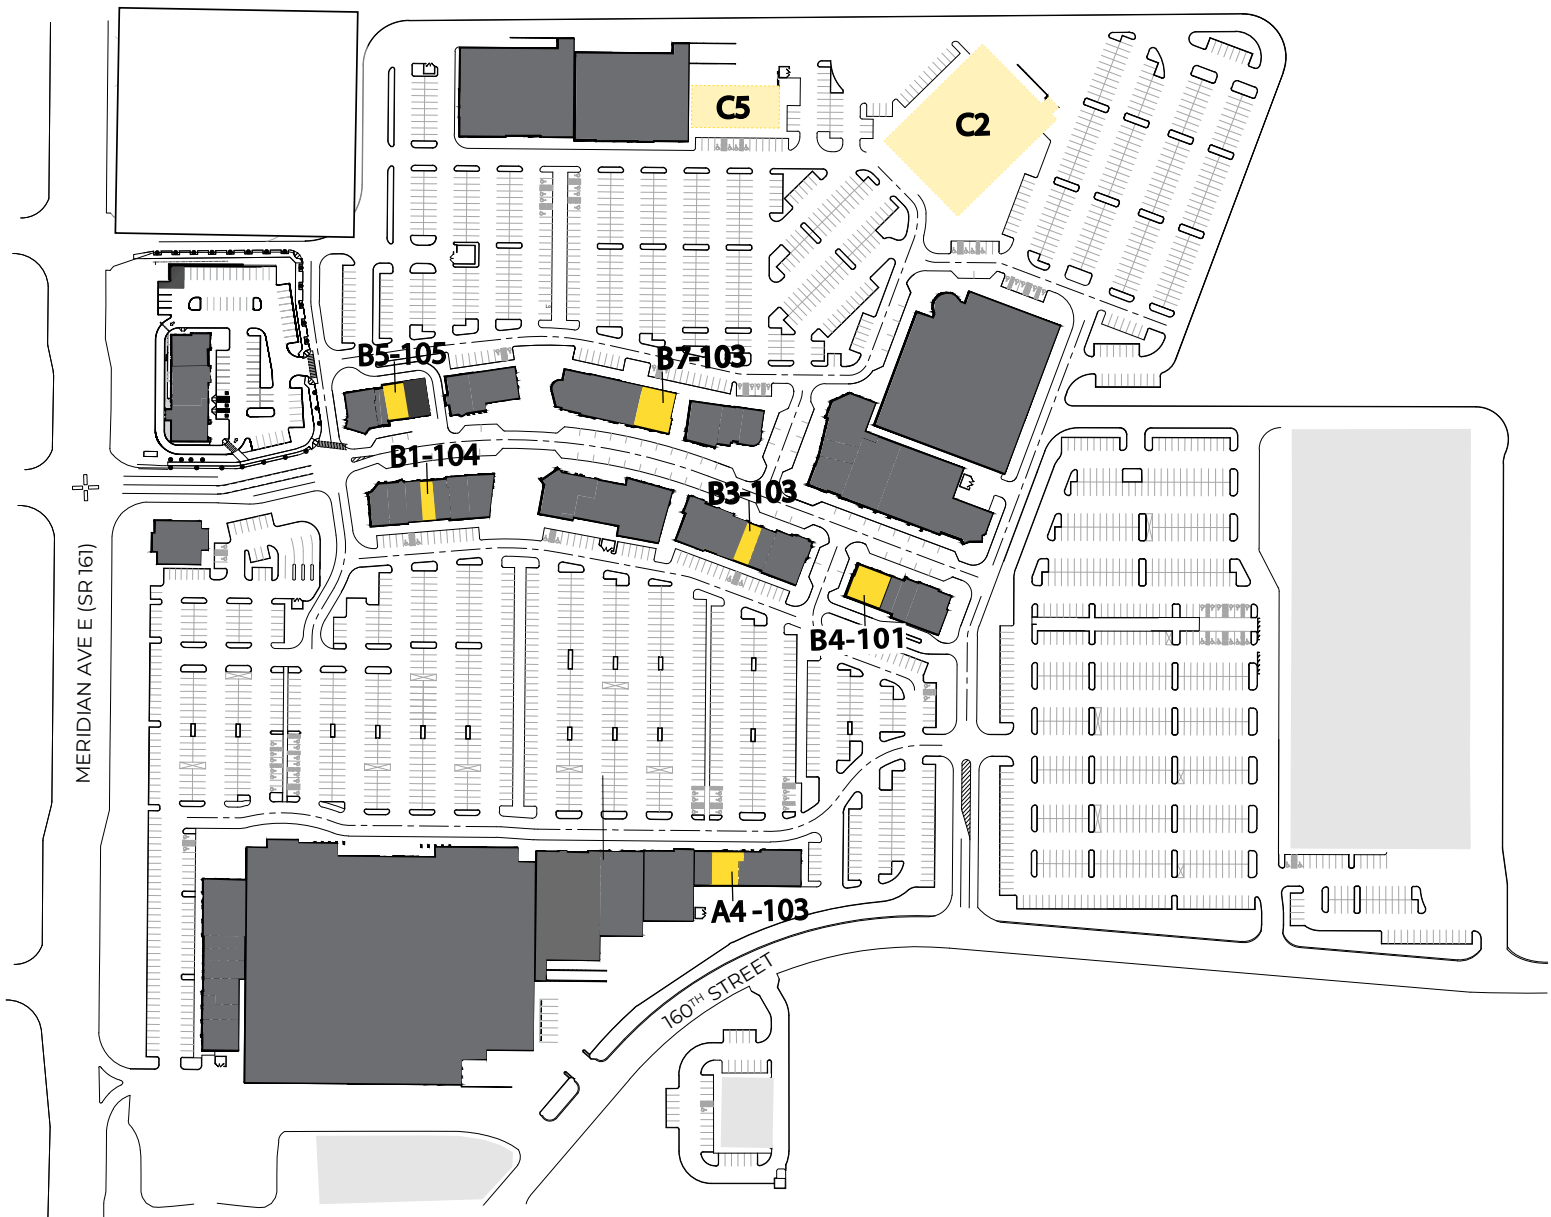 C5
C2
B5-105
B7-103
B1-104
B3-103
MERIDIAN AVE E (SR 161)
B4-101
A4 -103
160TH STREET